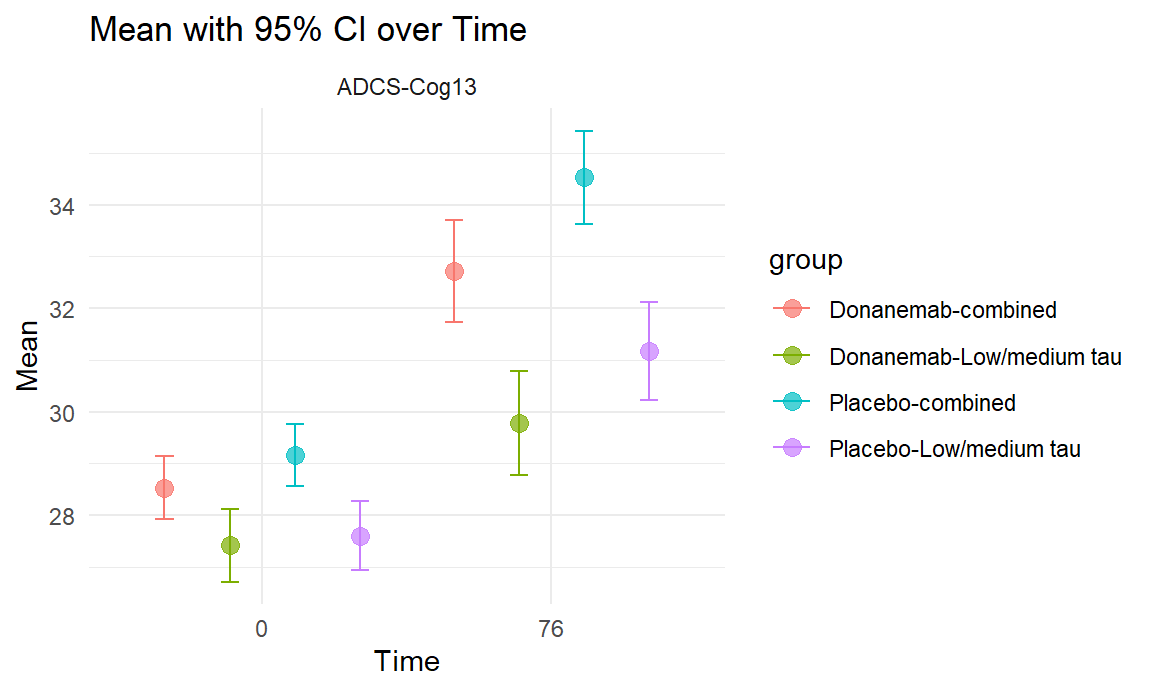 Mean with 95% CI over Time
ADCS-Cog13
Mean
34
32
30
28
0
76
Time
group
Donanemab-combined
Donanemab-Low/medium tau
Placebo-combined
Placebo-Low/medium tau